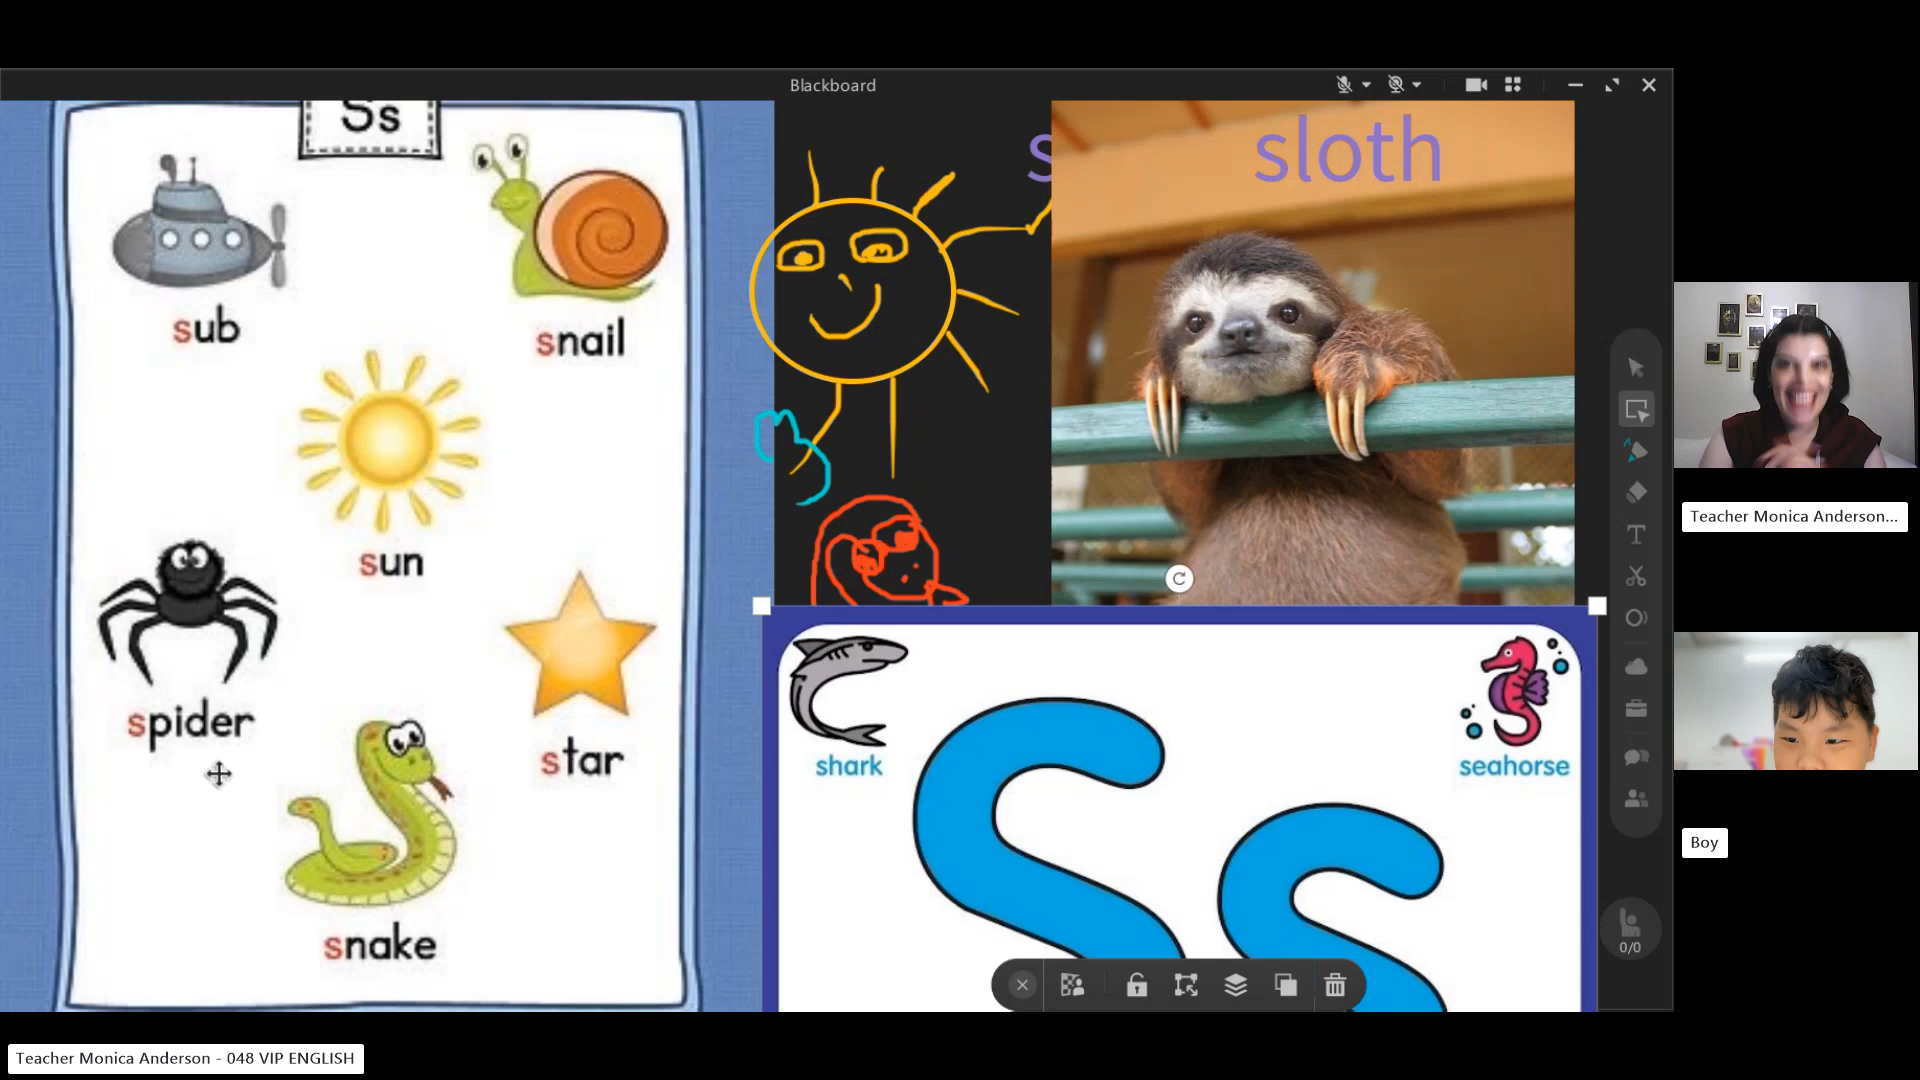 Blackboard
Ss
sub
snail
sun
spider
star
snake
s
sloth
shark
seahorse
Ss
0/0
Teacher Monica Anderson...
Boy
Teacher Monica Anderson - 048 VIP ENGLISH